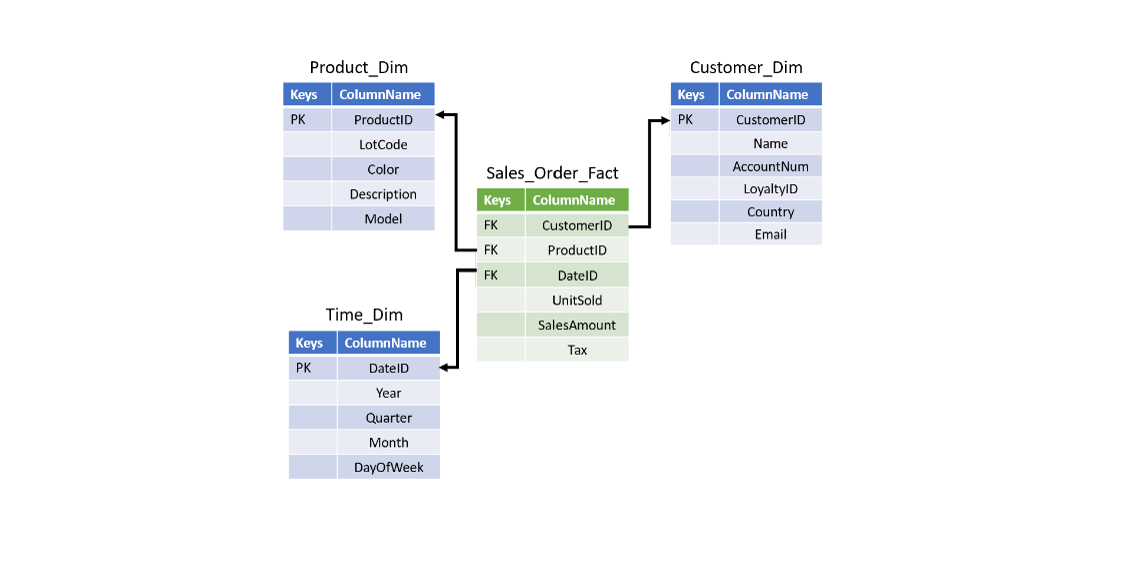 Product_Dim
Keys ColumnName
PK ProductID
LotCode
Color
Description
Model
Customer_Dim
Keys ColumnName
PK CustomerID
Name
AccountNum
LoyaltyID
Country
Email
Sales_Order_Fact
Keys ColumnName
FK CustomerID
FK ProductID
FK DateID
UnitSold
SalesAmount
Tax
Time_Dim
Keys ColumnName
PK DateID
Year
Quarter
Month
DayOfWeek